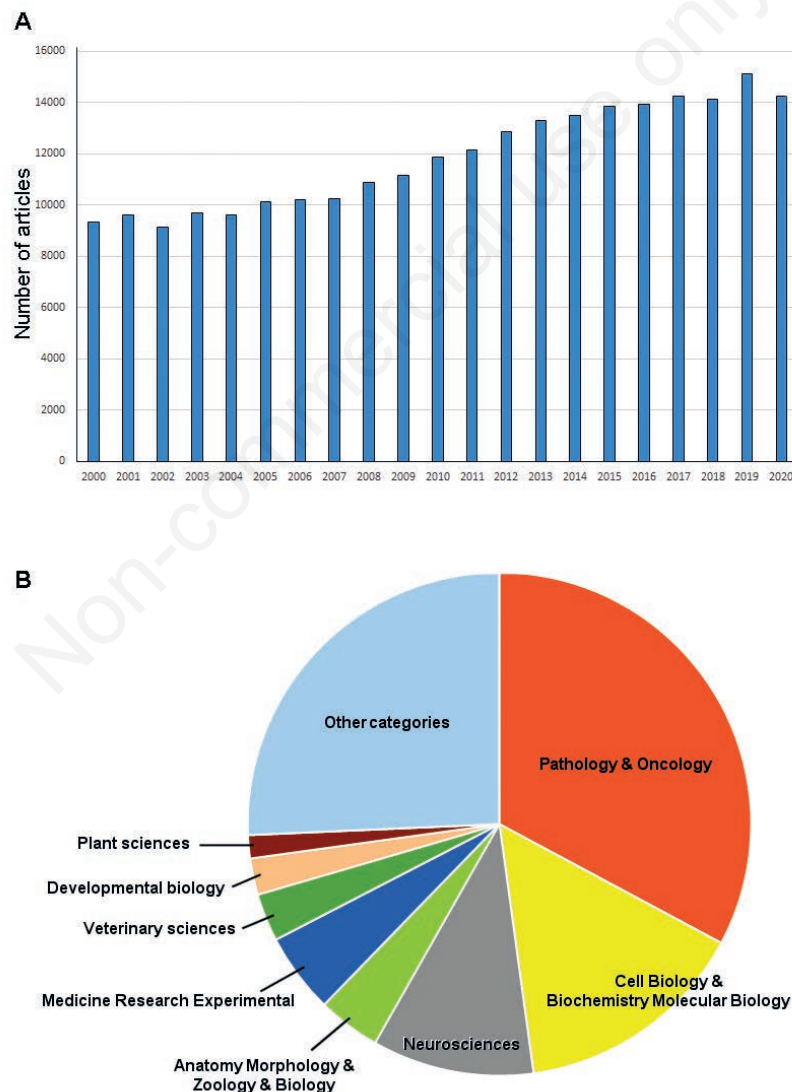 A
16000
14000
12000
10000
8000
6000
4000
2000
0
Number of articles
2000 2001 2002 2003 2004 2005 2006 2007 2008 2009 2010 2011 2012 2013 2014 2015 2016 2017 2018 2019 2020
Non-commercial use only
B
Other categories
Pathology & Oncology
Plant sciences
Developmental biology
Veterinary sciences
Medicine Research Experimental
Anatomy Morphology &
Zoology & Biology
Neurosciences
Cell Biology &
Biochemistry Molecular Biology